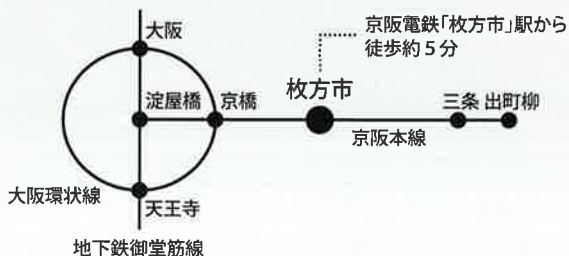 大阪
京阪電鉄「枚方市」駅から
徒歩約5分
淀屋橋
京橋
枚方市
三条
出町柳
京阪本線
大阪環状線
天王寺
地下鉄御堂筋線